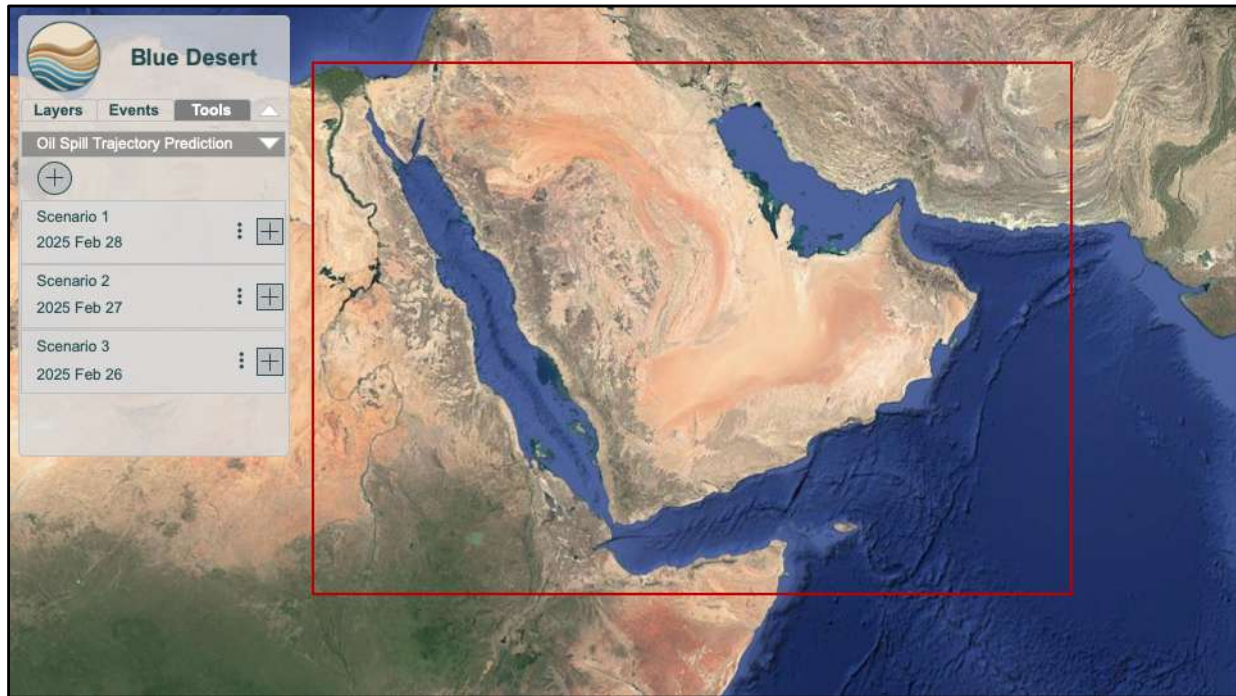 Blue Desert
Layers Events Tools
Oil Spill Trajectory Prediction
Scenario 1
2025 Feb 28
Scenario 2
2025 Feb 27
Scenario 3
2025 Feb 26